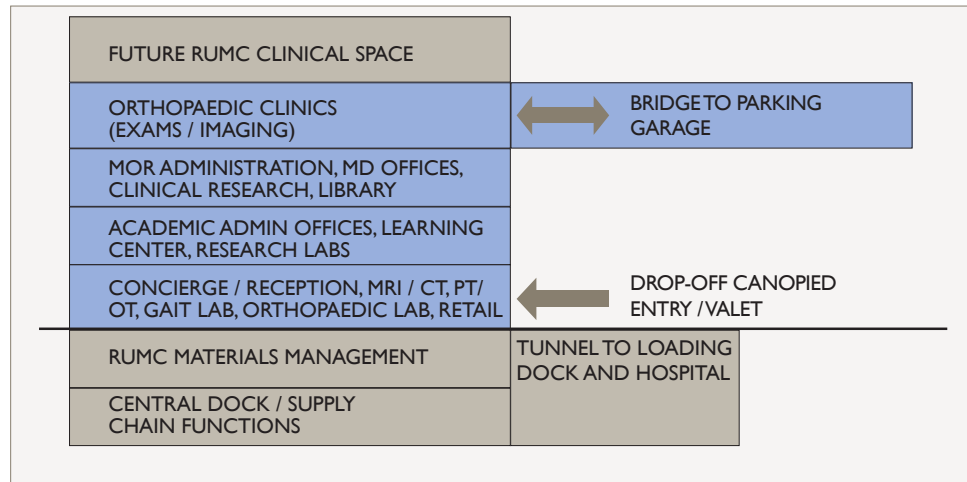 FUTURE RUMC CLINICAL SPACE
ORTHOPAEDIC CLINICS
(EXAMS / IMAGING)
BRIDGE TO PARKING
GARAGE
MOR ADMINISTRATION, MD OFFICES,
CLINICAL RESEARCH, LIBRARY
ACADEMIC ADMIN OFFICES, LEARNING
CENTER, RESEARCH LABS
CONCIERGE / RECEPTION, MRI / CT, PT/
OT, GAIT LAB, ORTHOPAEDIC LAB, RETAIL
DROP-OFF CANOPIED
ENTRY / VALET
RUMC MATERIALS MANAGEMENT
TUNNEL TO LOADING
DOCK AND HOSPITAL
CENTRAL DOCK / SUPPLY
CHAIN FUNCTIONS